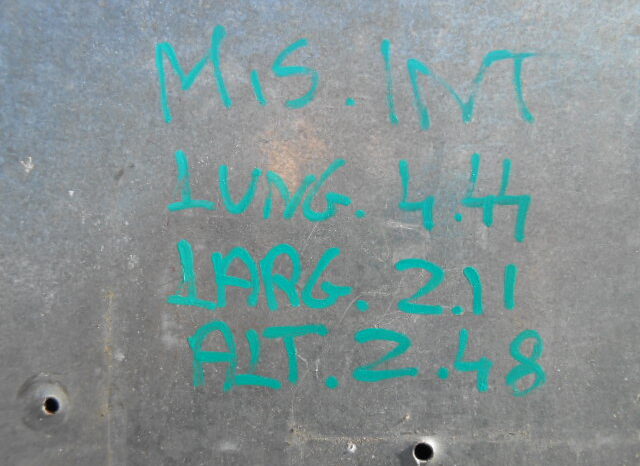 MIS. INT
LUNG. 4.44
LARG. 2.11
ALT. 2.48